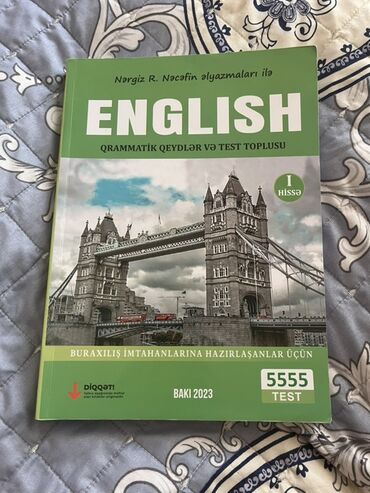 Nərgiz R. Nəcəfin əlyazmaları ilə
ENGLISH
QRAMMATİK QEYDLƏR VƏ TEST TOPLUSU
I
HİSSƏ
BURAXILIŞ İMTAHANLARINA HAZIRLAŞANLAR ÜÇÜN
DİQQƏT!
BAKI 2023
5555
TEST